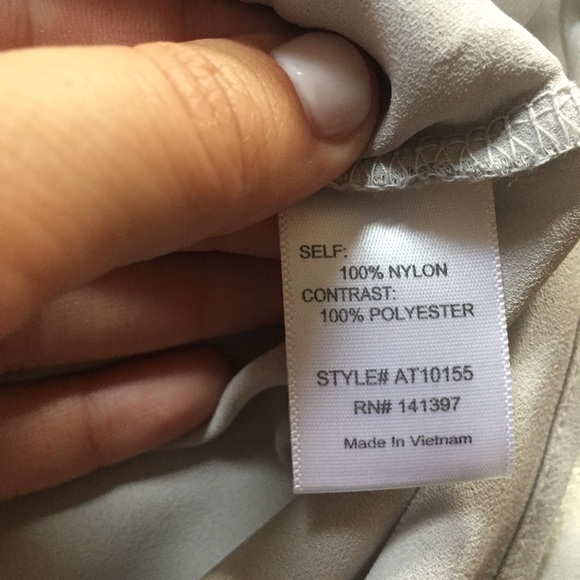 SELF:
100% NYLON
CONTRAST:
100% POLYESTER
STYLE# AT10155
RN# 141397
Made In Vietnam